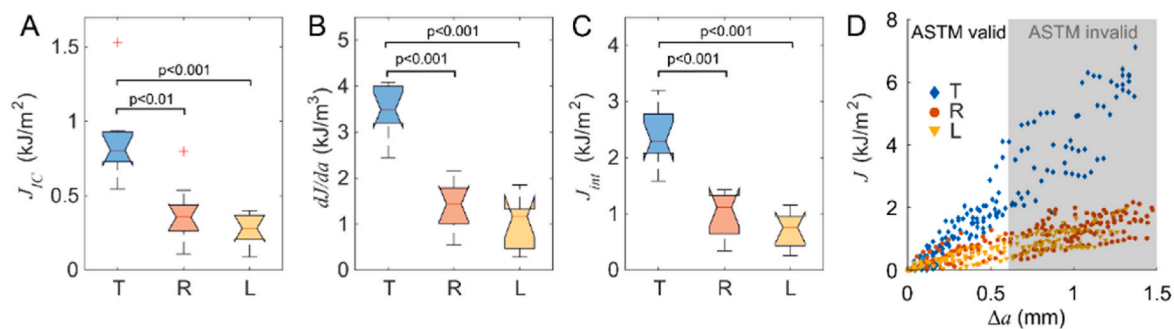 A
J_IC (kJ/m²)
1.5
1
0.5
0
p<0.001
p<0.01
T R L
B
dJ/da (kJ/m³)
5
4
3
2
1
0
p<0.001
p<0.001
T R L
C
J_int (kJ/m²)
4
3
2
1
0
p<0.001
p<0.001
T R L
D
ASTM valid ASTM invalid
J (kJ/m²)
8
6
4
2
0
T
R
L
0 0.5 1 1.5
Δa (mm)